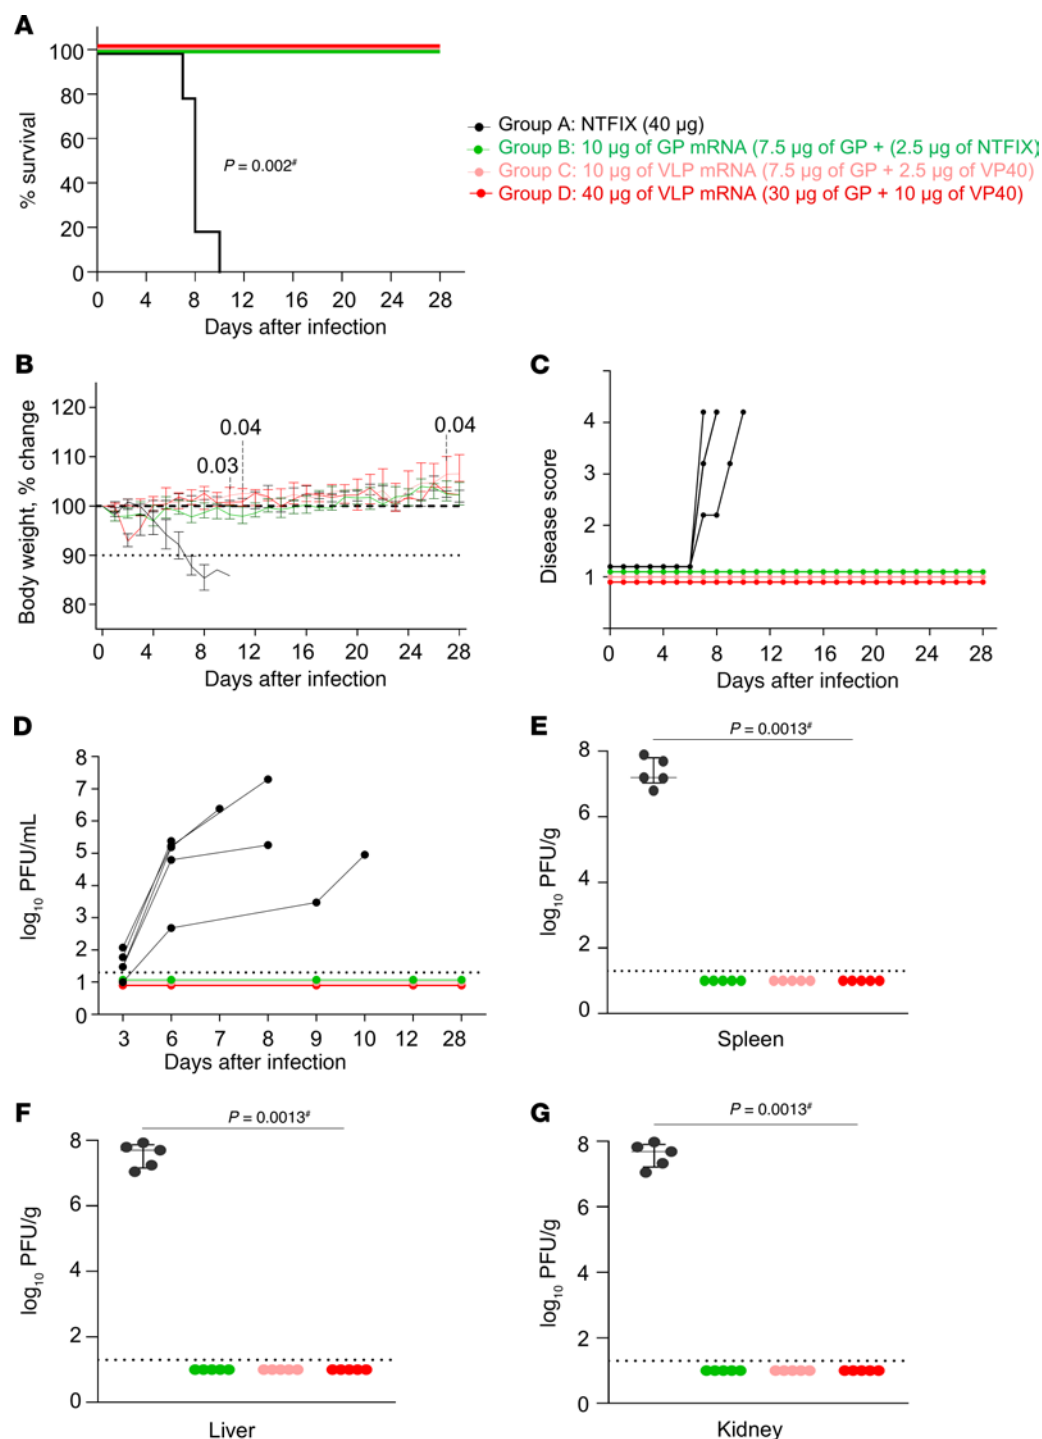 A
% survival
100
80
60
40
20
0
P = 0.002#
0 4 8 12 16 20 24 28
Days after infection
Group A: NTFIX (40 µg)
Group B: 10 µg of GP mRNA (7.5 µg of GP + (2.5 µg of NTFIX)
Group C: 10 µg of VLP mRNA (7.5 µg of GP + 2.5 µg of VP40)
Group D: 40 µg of VLP mRNA (30 µg of GP + 10 µg of VP40)
B
Body weight, % change
120
110
100
90
80
0.03
0.04
0.04
0 4 8 12 16 20 24 28
Days after infection
C
Disease score
4
3
2
1
0 4 8 12 16 20 24 28
Days after infection
D
log10 PFU/mL
8
7
6
5
4
3
2
1
0
3 6 7 8 9 10 12 28
Days after infection
E
P = 0.0013#
log10 PFU/g
8
6
4
2
0
Spleen
F
P = 0.0013#
log10 PFU/g
8
6
4
2
0
Liver
G
P = 0.0013#
log10 PFU/g
8
6
4
2
0
Kidney